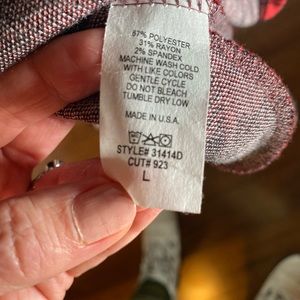 67% POLYESTER
31% RAYON
2% SPANDEX
MACHINE WASH COLD
WITH LIKE COLORS
GENTLE CYCLE
DO NOT BLEACH
TUMBLE DRY LOW
MADE IN U.S.A.
STYLE# 31414D
CUT# 923
L